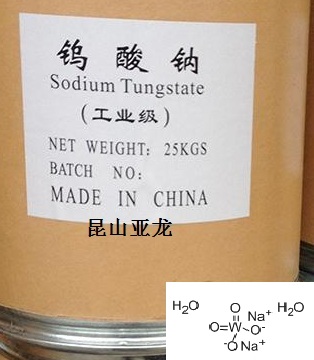 钨酸钠
Sodium Tungstate
(工业级)
NET WEIGHT: 25KGS
BATCH NO:
MADE IN CHINA
昆山亚龙
H₂O O Na⁺ H₂O
O=W-O⁻
O⁻ Na⁺